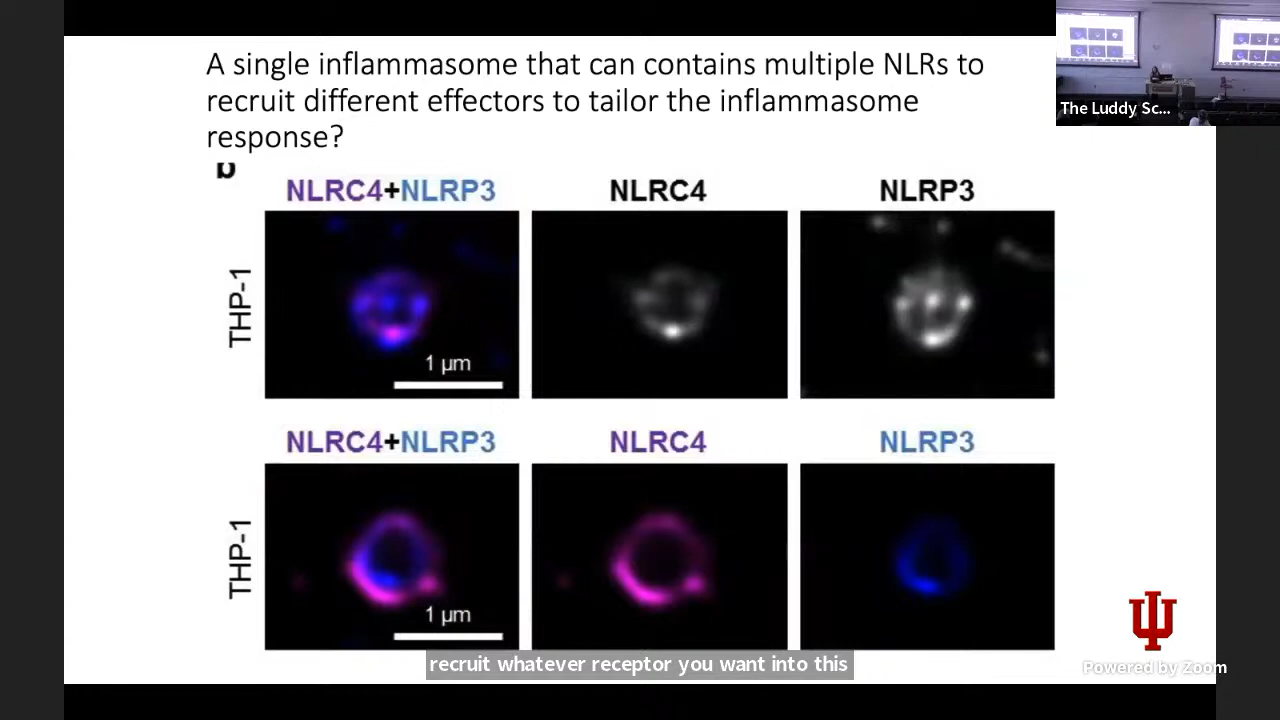 A single inflammasome that can contains multiple NLRs to
recruit different effectors to tailor the inflammasome
response?
The Luddy Sc...
b
NLRC4+NLRP3
NLRC4
NLRP3
THP-1
1 µm
NLRC4+NLRP3
NLRC4
NLRP3
THP-1
1 µm
recruit whatever receptor you want into this
Powered by Zoom